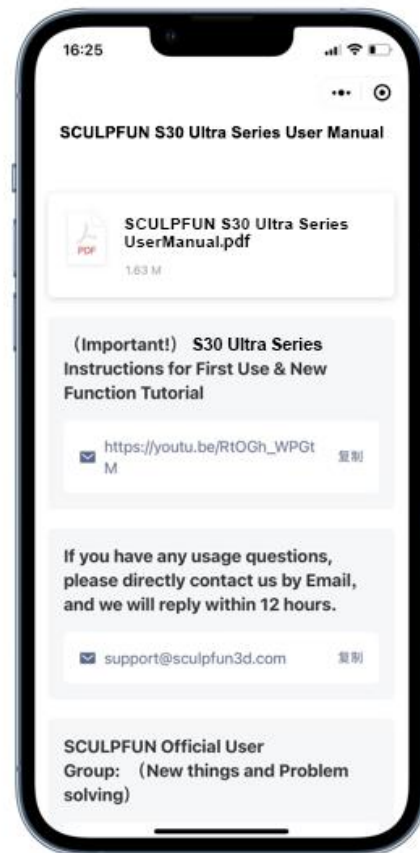 16:25
SCULPFUN S30 Ultra Series User Manual
SCULPFUN S30 Ultra Series
UserManual.pdf
PDF
1.63 M
（Important!） S30 Ultra Series
Instructions for First Use & New
Function Tutorial
https://youtu.be/RtOGh_WPGt
M
复制
If you have any usage questions,
please directly contact us by Email,
and we will reply within 12 hours.
support@sculpfun3d.com
复制
SCULPFUN Official User
Group: （New things and Problem
solving）